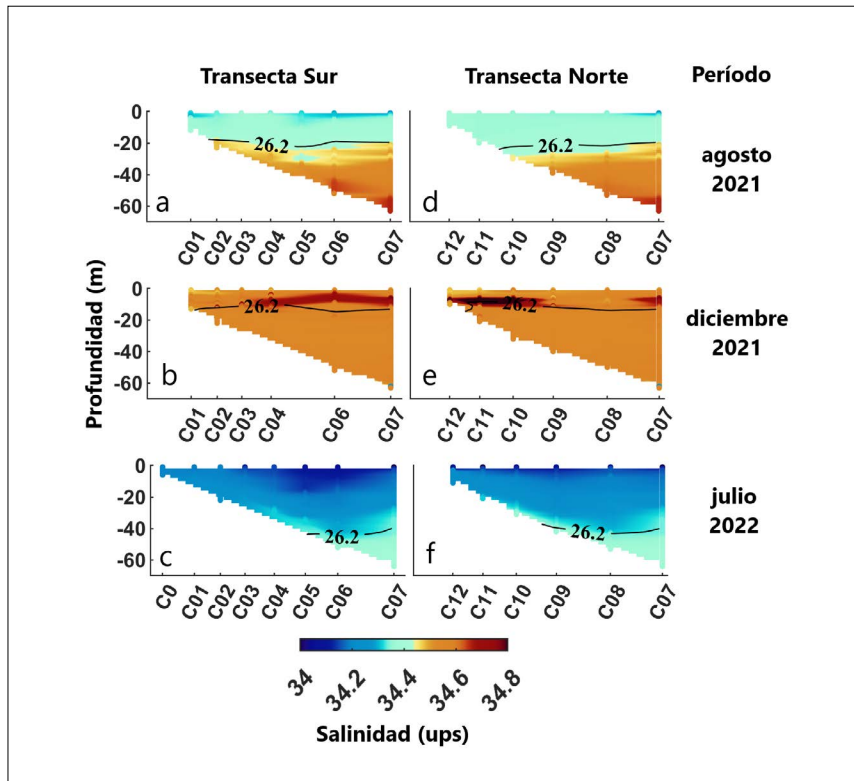 Transecta Sur Transecta Norte Período
0
-20
-40
-60
26.2
a
C01 C02 C03 C04 C05 C06 C07
26.2
d
C12 C11 C10 C09 C08 C07
agosto
2021
Profundidad (m)
0
-20
-40
-60
26.2
b
C01 C02 C03 C04 C06 C07
26.2
e
C12 C11 C10 C09 C08 C07
diciembre
2021
0
-20
-40
-60
26.2
c
C0 C01 C02 C03 C04 C05 C06 C07
26.2
f
C12 C11 C10 C09 C08 C07
julio
2022
34 34.2 34.4 34.6 34.8
Salinidad (ups)